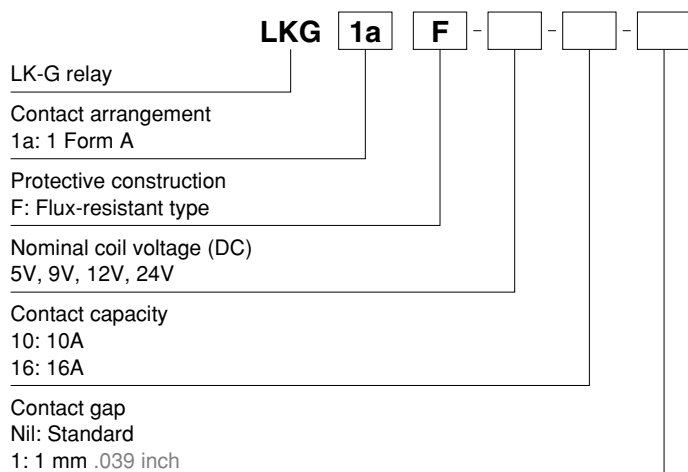 LKG 1a F - - -
LK-G relay
Contact arrangement
1a: 1 Form A
Protective construction
F: Flux-resistant type
Nominal coil voltage (DC)
5V, 9V, 12V, 24V
Contact capacity
10: 10A
16: 16A
Contact gap
Nil: Standard
1: 1 mm .039 inch